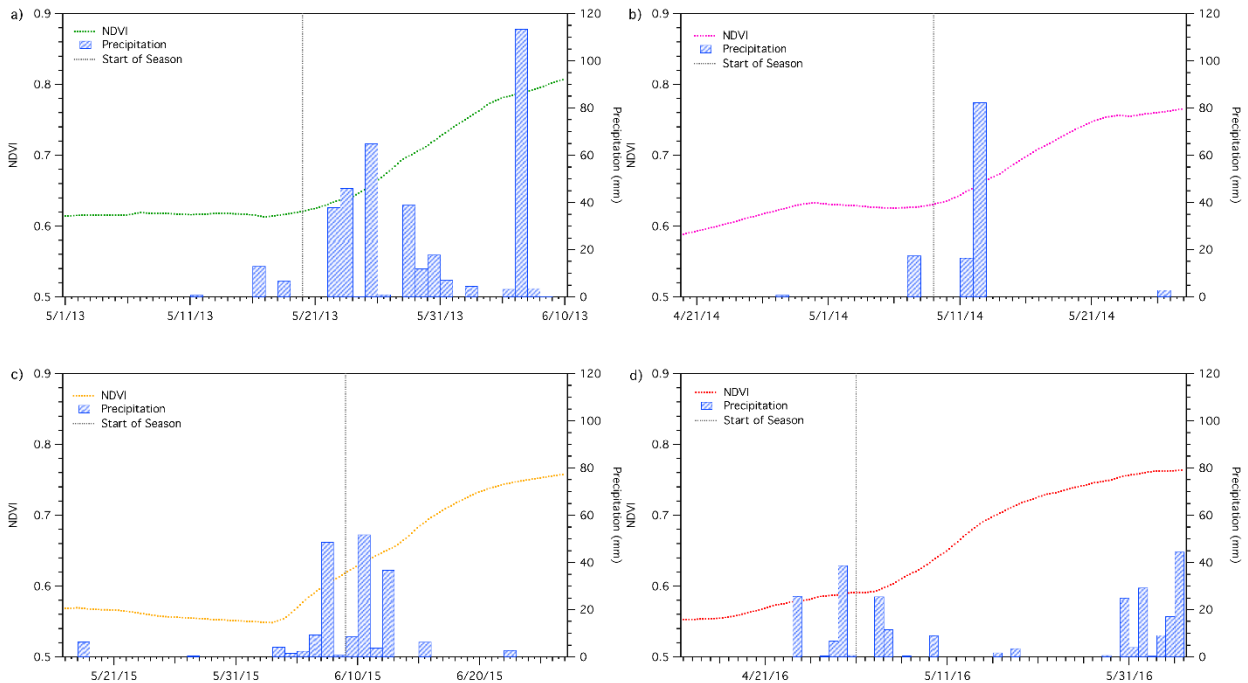 a)
0.9
0.8
0.7
0.6
0.5
NDVI
NDVI
Precipitation
Start of Season
120
100
80
60
40
20
0
Precipitation (mm)
5/1/13
5/11/13
5/21/13
5/31/13
6/10/13
b)
0.9
0.8
0.7
0.6
0.5
NDVI
NDVI
Precipitation
Start of Season
120
100
80
60
40
20
0
Precipitation (mm)
4/21/14
5/1/14
5/11/14
5/21/14
c)
0.9
0.8
0.7
0.6
0.5
NDVI
NDVI
Precipitation
Start of Season
120
100
80
60
40
20
0
Precipitation (mm)
5/21/15
5/31/15
6/10/15
6/20/15
d)
0.9
0.8
0.7
0.6
0.5
NDVI
NDVI
Precipitation
Start of Season
120
100
80
60
40
20
0
Precipitation (mm)
4/21/16
5/11/16
5/31/16